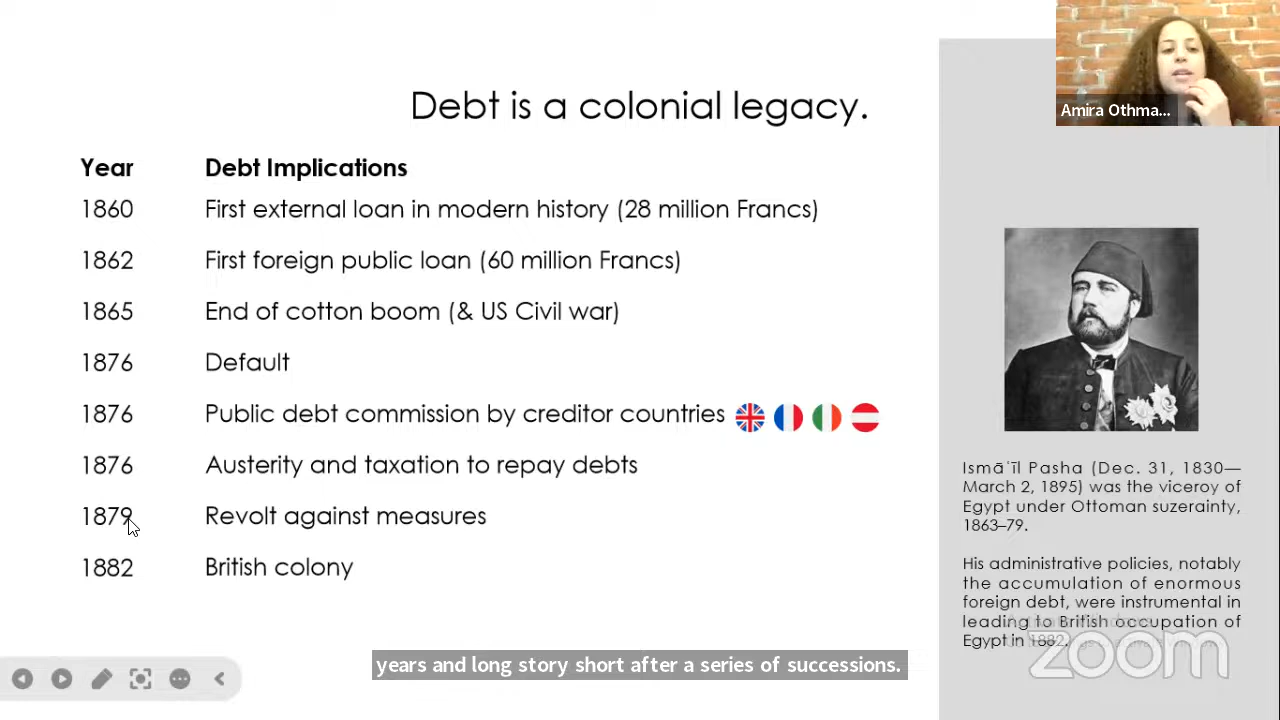 Debt is a colonial legacy.
Amira Othma...
Year Debt Implications
1860 First external loan in modern history (28 million Francs)
1862 First foreign public loan (60 million Francs)
1865 End of cotton boom (& US Civil war)
1876 Default
1876 Public debt commission by creditor countries
1876 Austerity and taxation to repay debts
1879 Revolt against measures
1882 British colony
Ismāʿīl Pasha (Dec. 31, 1830—
March 2, 1895) was the viceroy of
Egypt under Ottoman suzerainty,
1863–79.
His administrative policies, notably
the accumulation of enormous
foreign debt, were instrumental in
leading to British occupation of
Egypt in 1882.
zoom
years and long story short after a series of successions.